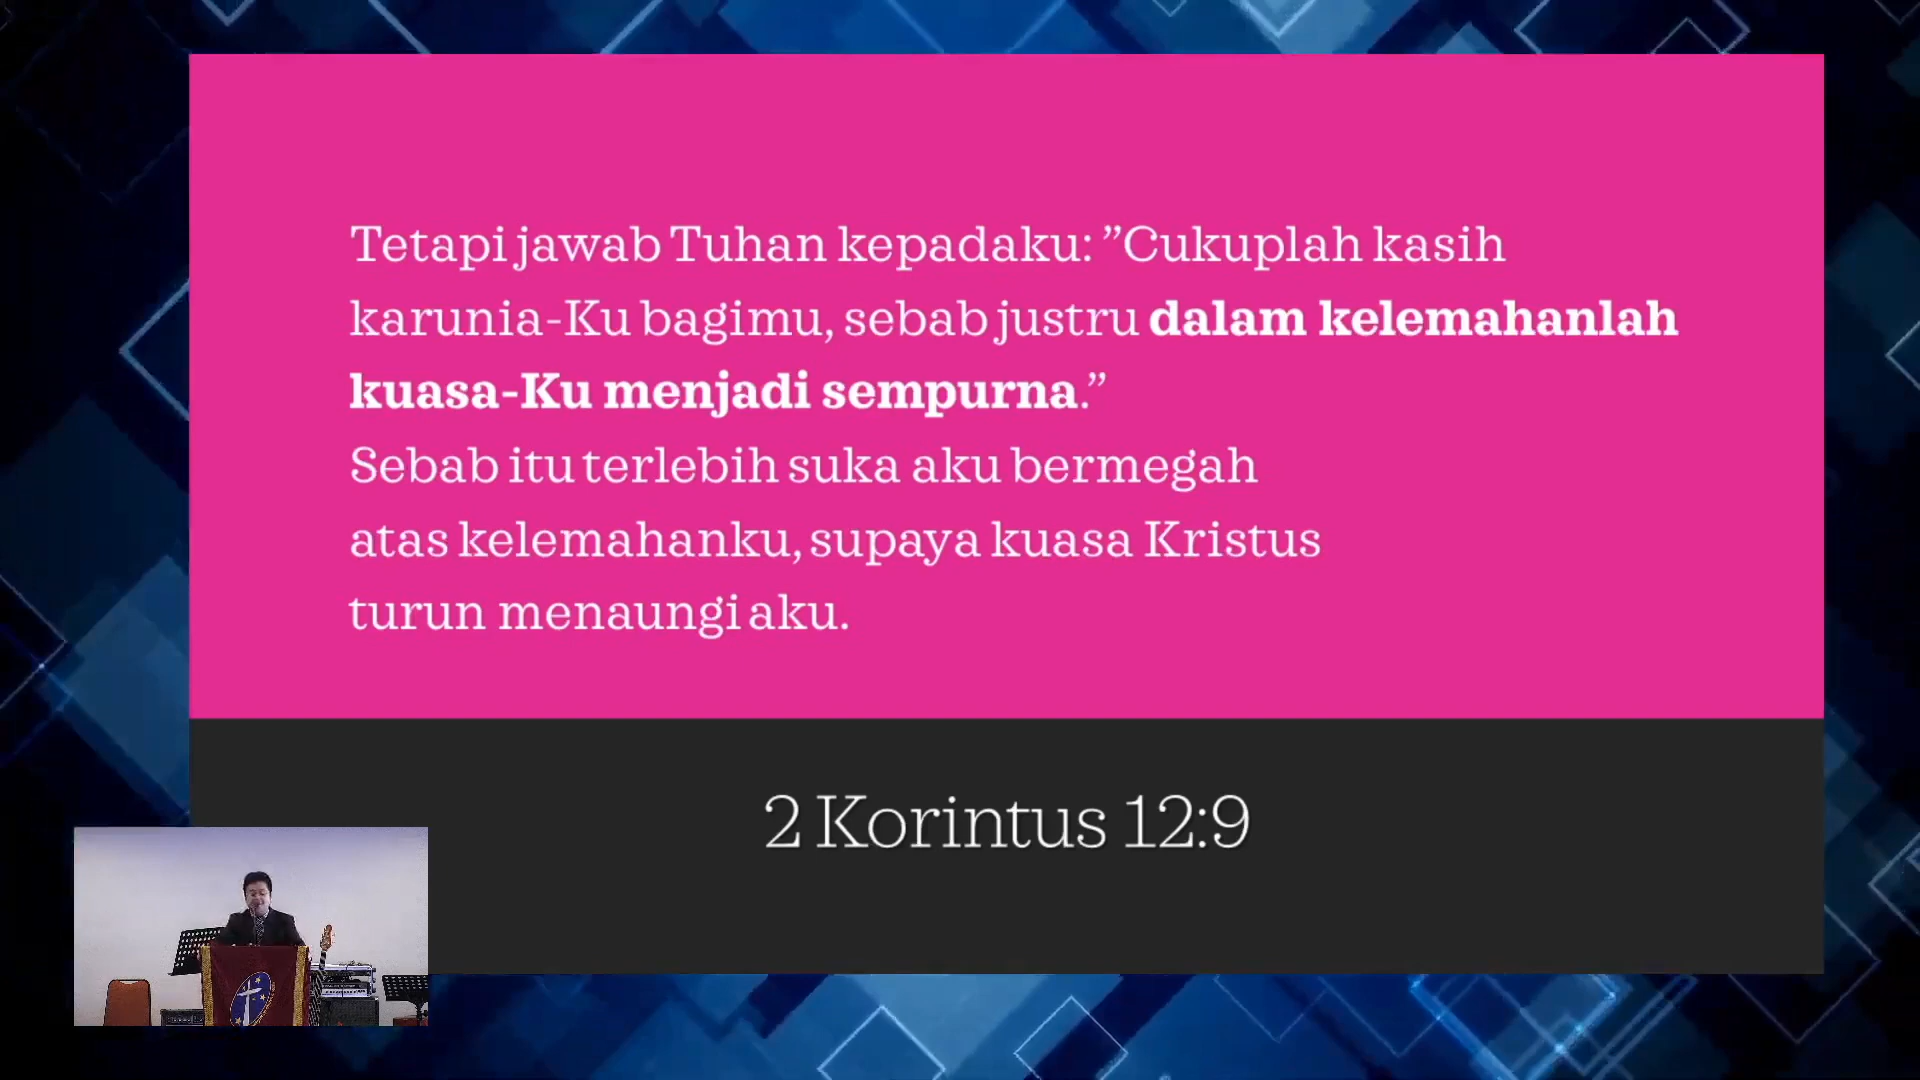 Tetapi jawab Tuhan kepadaku: ”Cukuplah kasih
karunia-Ku bagimu, sebab justru dalam kelemahanlah
kuasa-Ku menjadi sempurna.”
Sebab itu terlebih suka aku bermegah
atas kelemahanku, supaya kuasa Kristus
turun menaungi aku.
2 Korintus 12:9